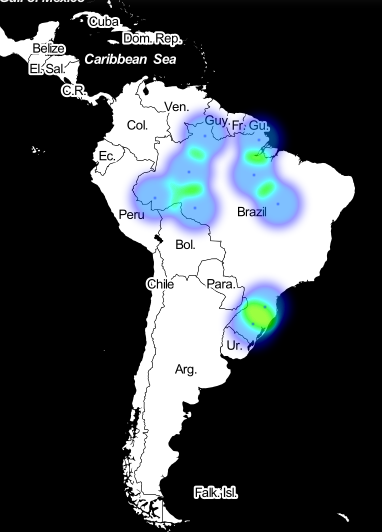 Gulf of Mexico
Cuba
Dom. Rep.
Belize
El. Sal.
Caribbean Sea
C.R.
Ven.
Guy.
Fr. Gu.
Col.
Ec.
Peru
Brazil
Bol.
Chile
Para.
Ur.
Arg.
Falk. Isl.